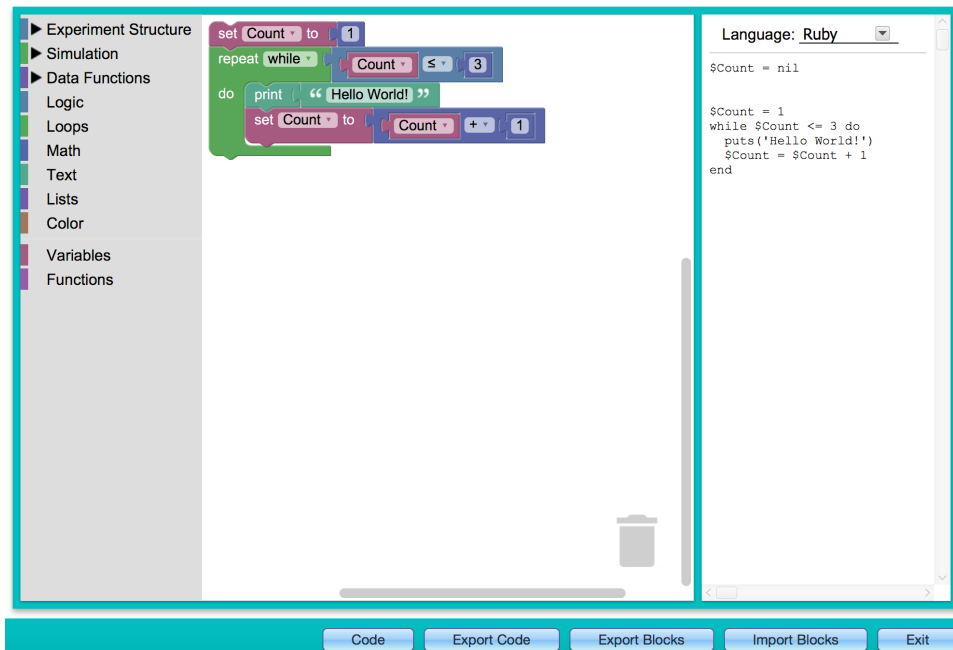 Experiment Structure
Simulation
Data Functions
Logic
Loops
Math
Text
Lists
Color
Variables
Functions
set Count to 1
repeat while Count ≤ 3
do print “ Hello World! ”
set Count to Count + 1
Language: Ruby
$Count = nil
$Count = 1
while $Count <= 3 do
puts('Hello World!')
$Count = $Count + 1
end
Code Export Code Export Blocks Import Blocks Exit